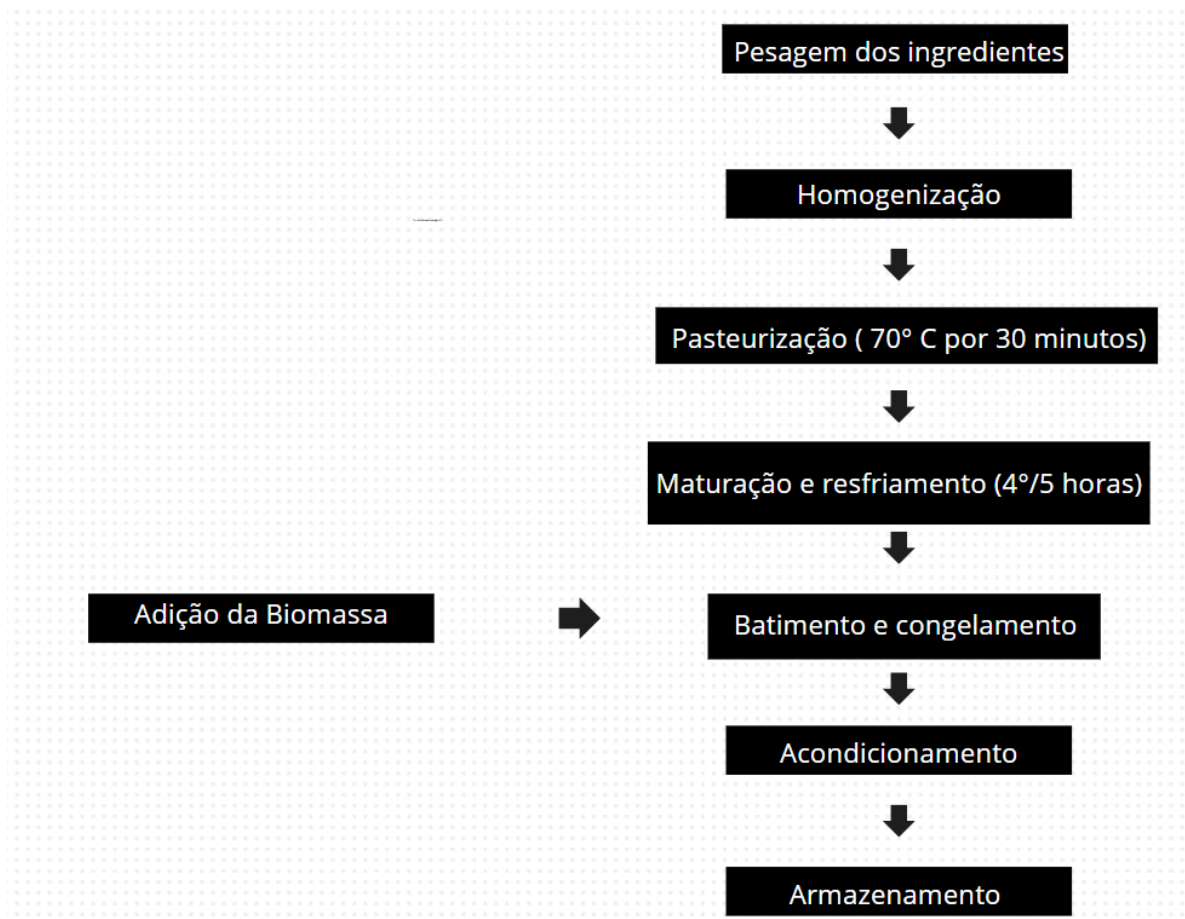 Pesagem dos ingredientes
Homogenização
Pasteurização ( 70° C por 30 minutos)
Maturação e resfriamento (4°/5 horas)
Adição da Biomassa
Batimento e congelamento
Acondicionamento
Armazenamento